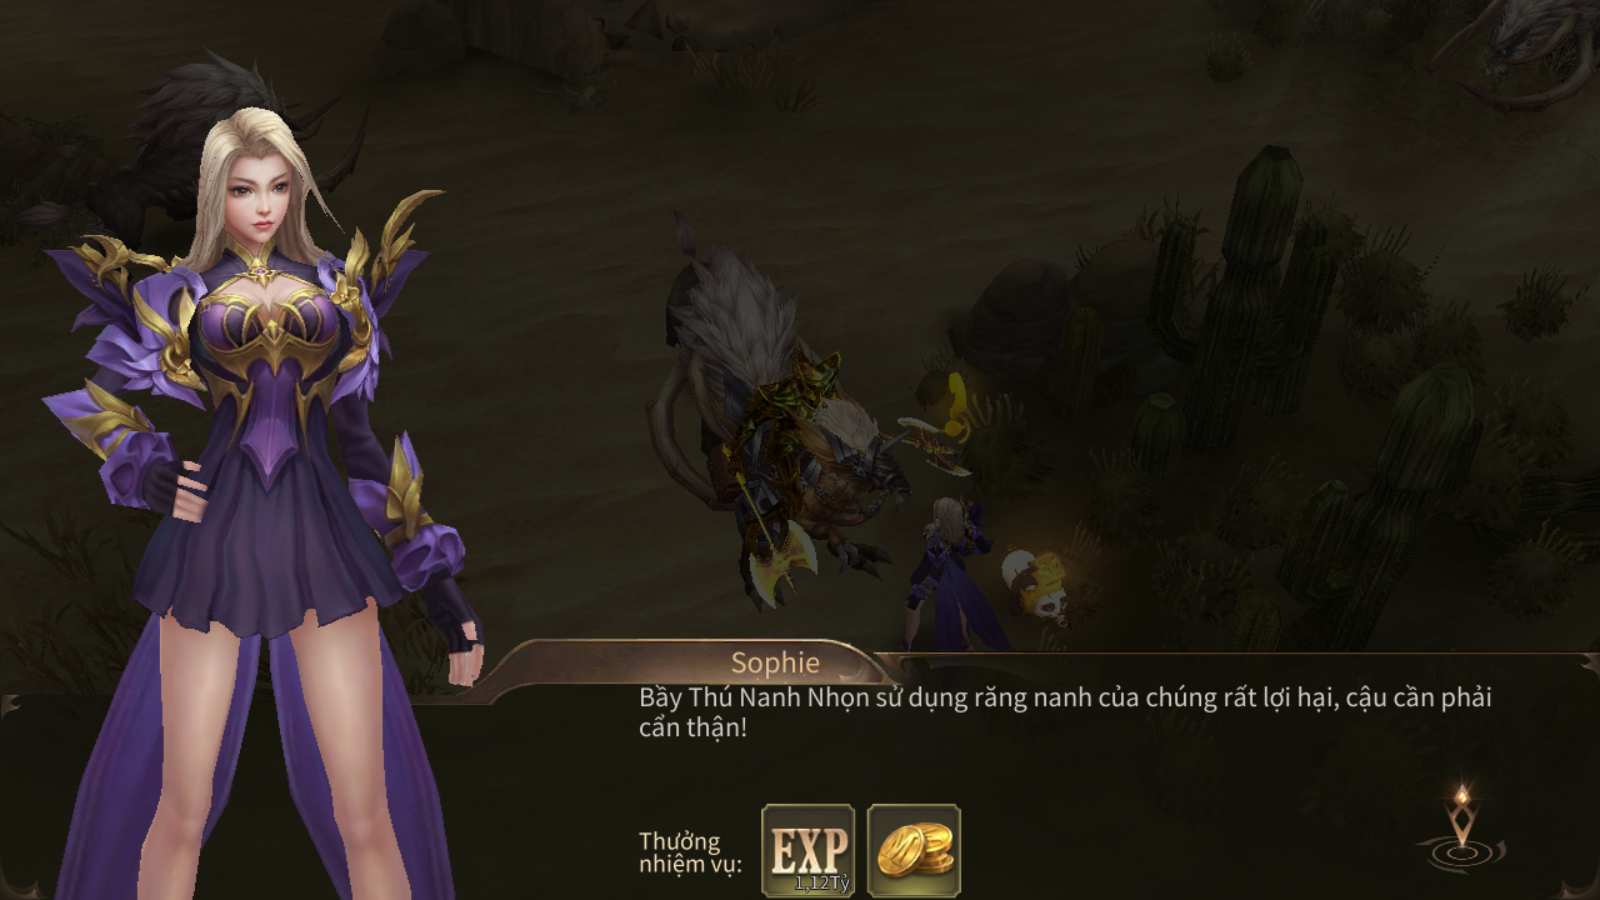 Sophie
Bầy Thú Nanh Nhọn sử dụng răng nanh của chúng rất lợi hại, cậu cần phải
cẩn thận!
Thưởng
nhiệm vụ:
EXP
1,12Tỷ